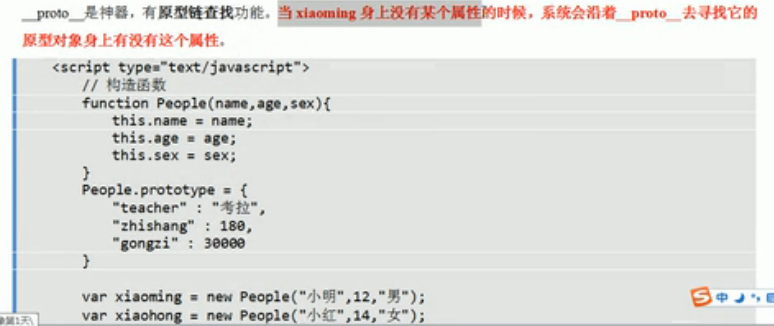 __proto__是神器，有原型链查找功能。当 xiaoming 身上没有某个属性的时候，系统会沿着__proto__去寻找它的
原型对象身上有没有这个属性。
<script type="text/javascript">
// 构造函数
function People(name,age,sex){
this.name = name;
this.age = age;
this.sex = sex;
}
People.prototype = {
"teacher" : "考拉",
"zhishang" : 180,
"gongzi" : 30000
}
var xiaoming = new People("小明",12,"男");
var xiaohong = new People("小红",14,"女");
S 中
第1天\